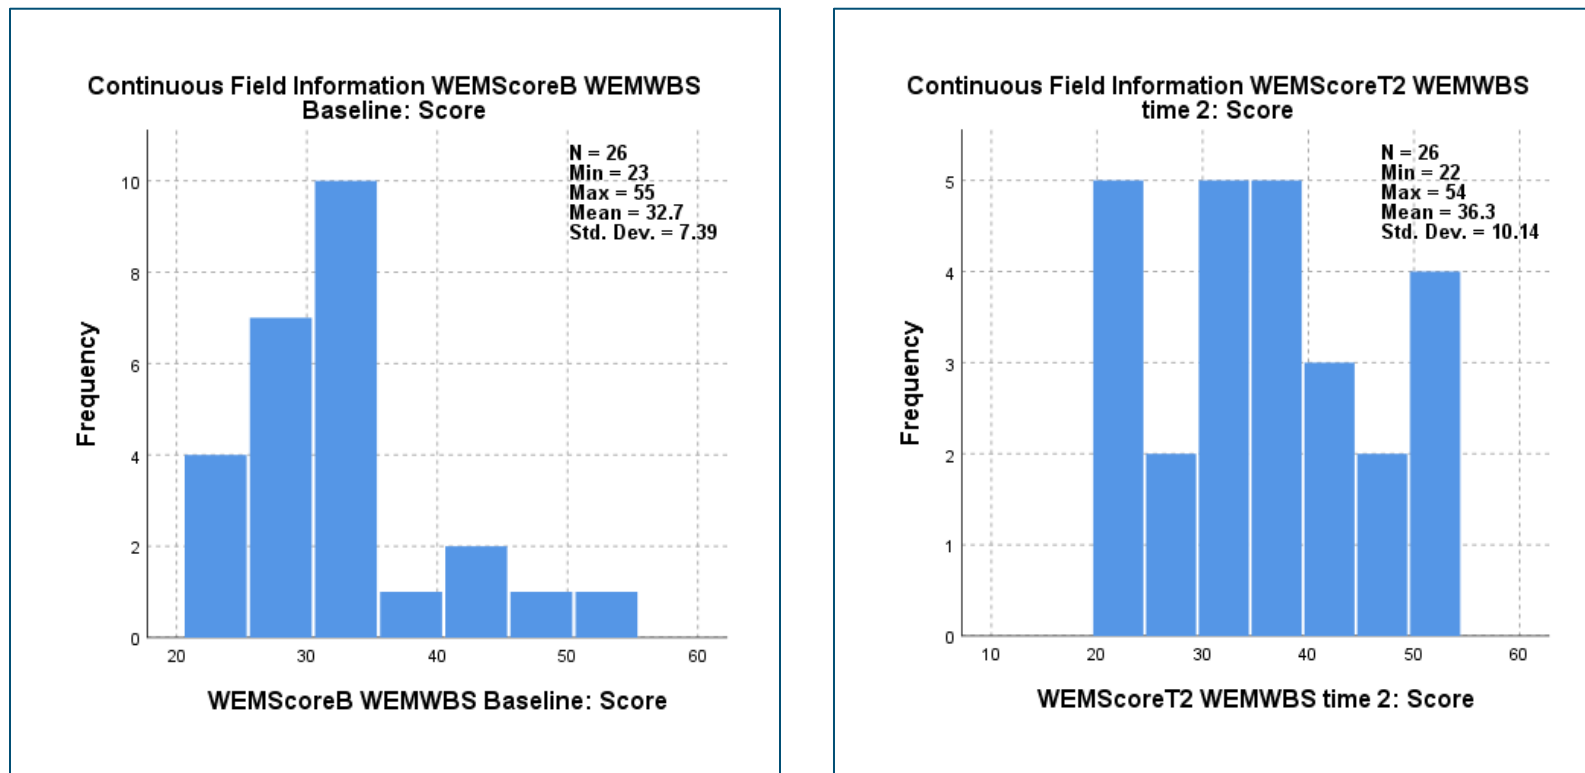 Continuous Field Information WEMScoreB WEMWBS
Baseline: Score
N = 26
Min = 23
Max = 55
Mean = 32.7
Std. Dev. = 7.39
10
8
6
4
2
0
Frequency
20 30 40 50 60
WEMScoreB WEMWBS Baseline: Score
Continuous Field Information WEMScoreT2 WEMWBS
time 2: Score
N = 26
Min = 22
Max = 54
Mean = 36.3
Std. Dev. = 10.14
5
4
3
2
1
0
Frequency
10 20 30 40 50 60
WEMScoreT2 WEMWBS time 2: Score